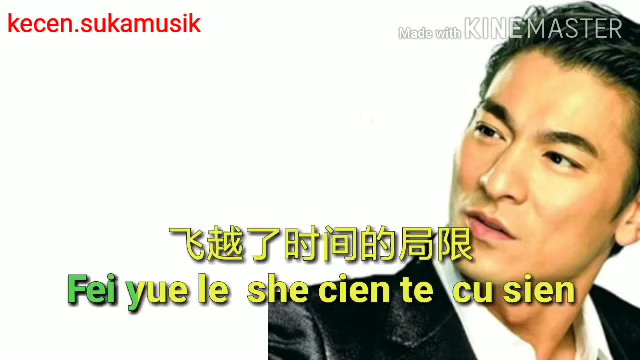 kecen.sukamusik
Made with KINEMASTER
飞越了时间的局限
Fei yue le she cien te cu sien